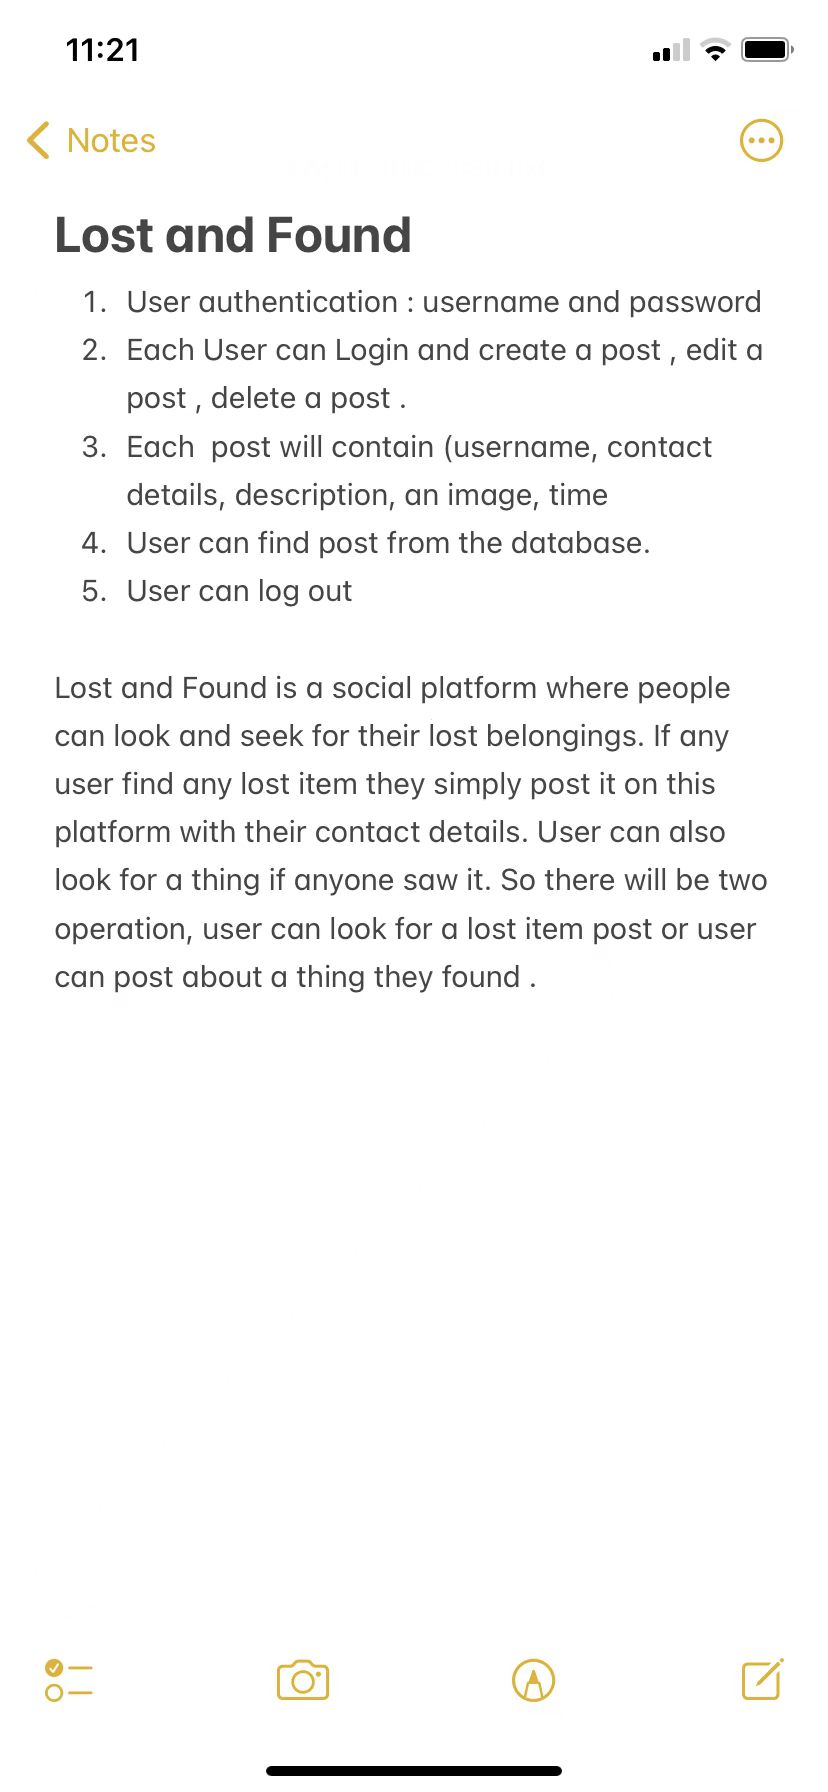 11:21
Notes
Lost and Found
1. User authentication : username and password
2. Each User can Login and create a post , edit a
post , delete a post .
3. Each  post will contain (username, contact
details, description, an image, time
4. User can find post from the database.
5. User can log out
Lost and Found is a social platform where people
can look and seek for their lost belongings. If any
user find any lost item they simply post it on this
platform with their contact details. User can also
look for a thing if anyone saw it. So there will be two
operation, user can look for a lost item post or user
can post about a thing they found .